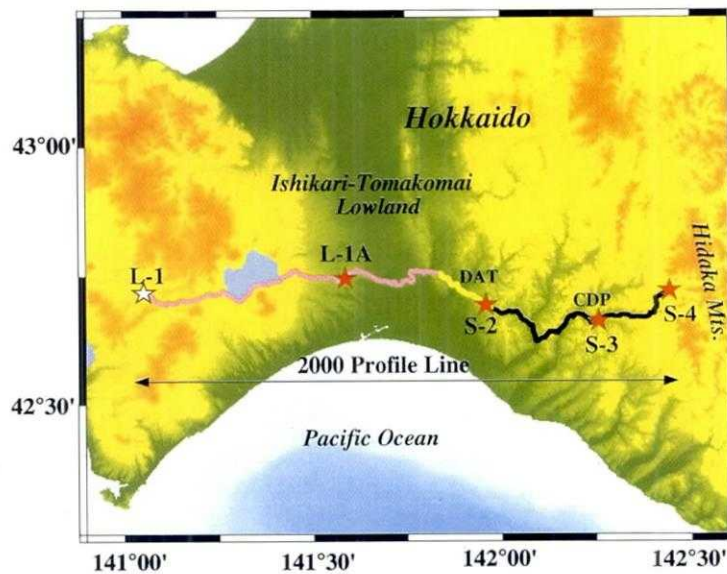 Hokkaido
43°00'
Ishikari-Tomakomai
Lowland
L-1
L-1A
DAT
S-2
CDP
S-3
S-4
Hidaka Mts.
2000 Profile Line
42°30'
Pacific Ocean
141°00'
141°30'
142°00'
142°30'